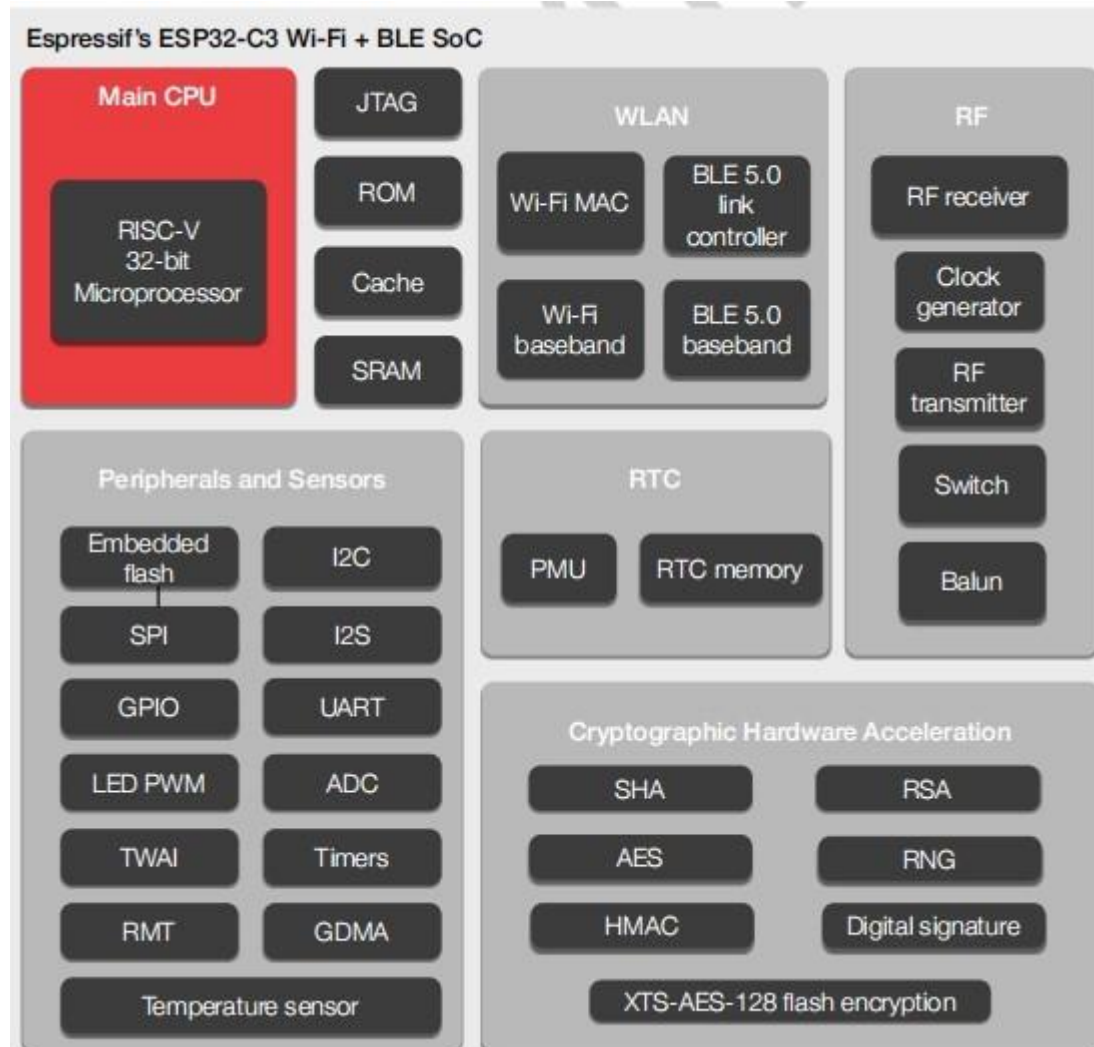 Espressif's ESP32-C3 Wi-Fi + BLE SoC
Main CPU
RISC-V
32-bit
Microprocessor
JTAG
ROM
Cache
SRAM
WLAN
Wi-Fi MAC
BLE 5.0
link
controller
Wi-Fi
baseband
BLE 5.0
baseband
RF
RF receiver
Clock
generator
RF
transmitter
Switch
Balun
Peripherals and Sensors
Embedded
flash
I2C
SPI
I2S
GPIO
UART
LED PWM
ADC
TWAI
Timers
RMT
GDMA
Temperature sensor
RTC
PMU
RTC memory
Cryptographic Hardware Acceleration
SHA
RSA
AES
RNG
HMAC
Digital signature
XTS-AES-128 flash encryption